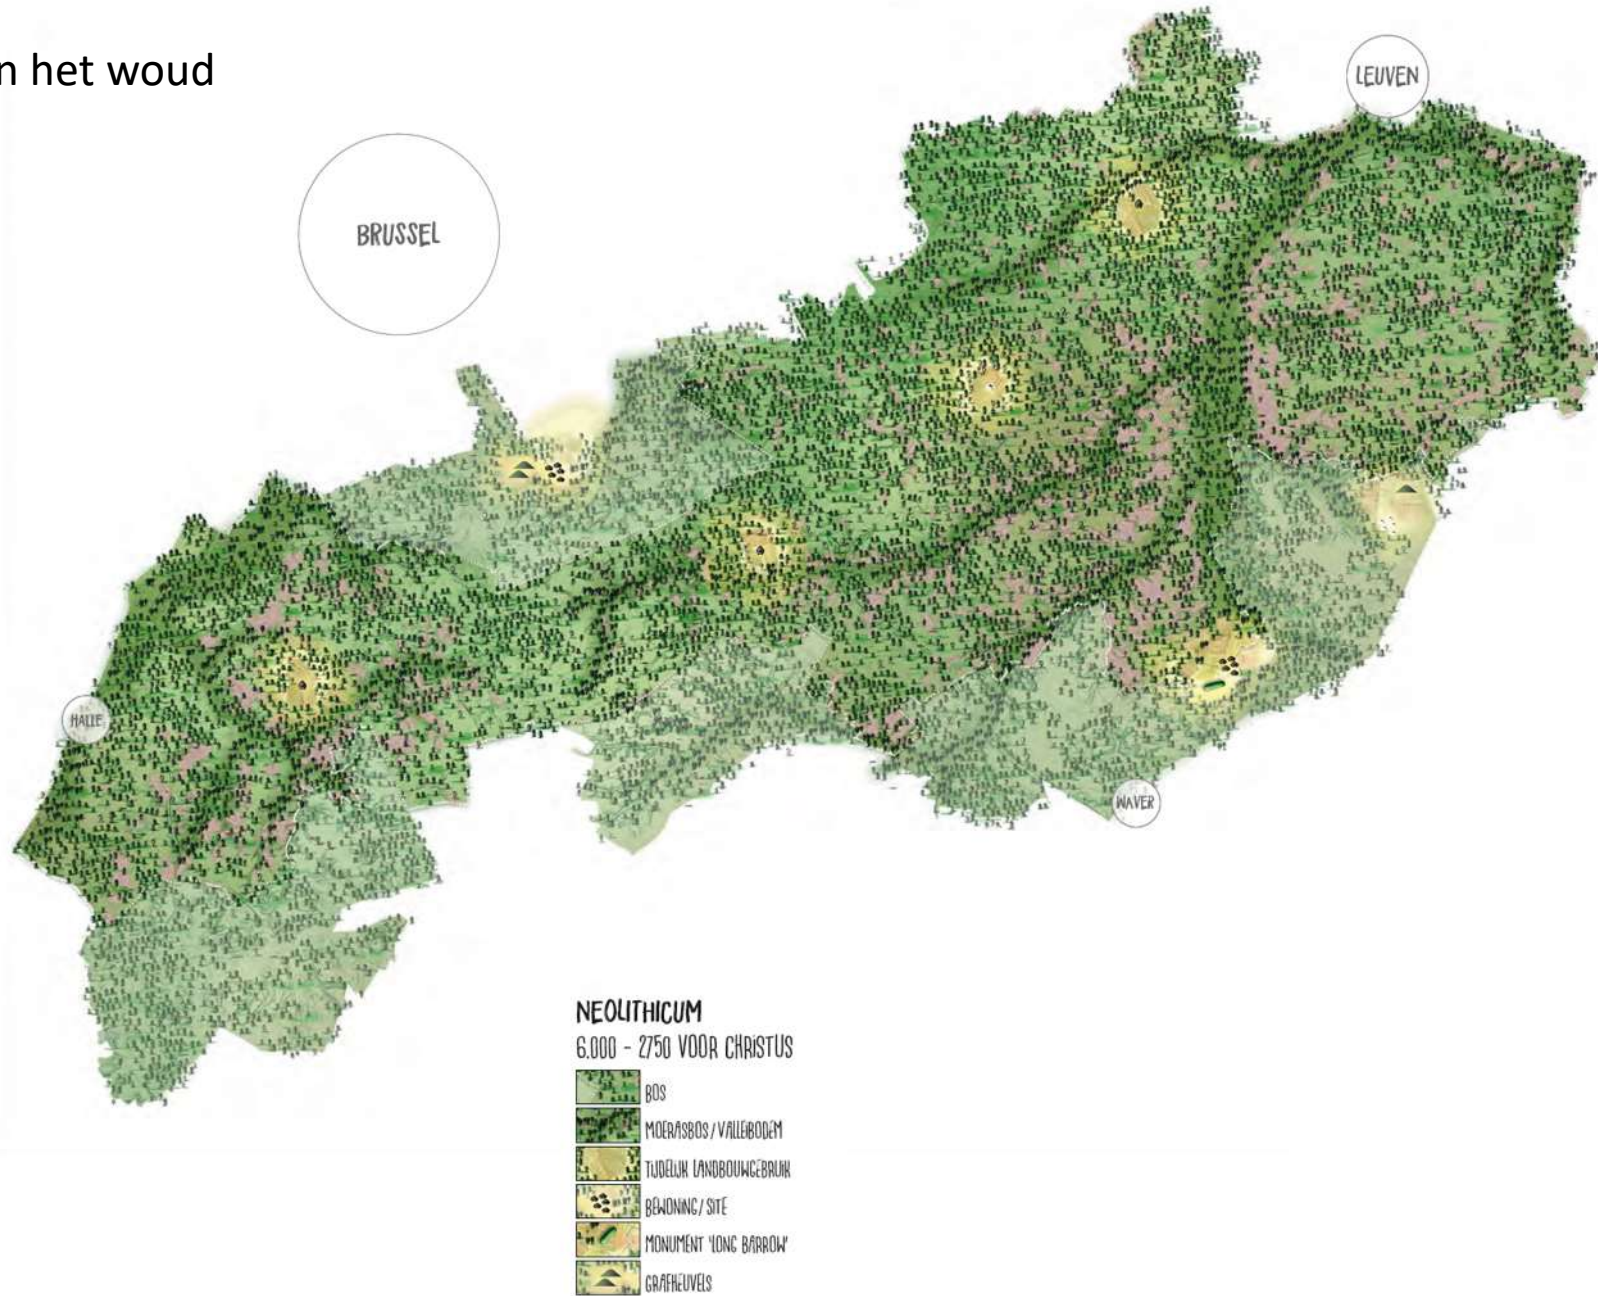 n het woud
LEUVEN
BRUSSEL
HALLE
WAVER
NEOLITHICUM
6.000 - 2750 VOOR CHRISTUS
BOS
MOERASBOS/VALLEIBODEM
TIJDELIJK LANDBOUWGEBRUIK
BEWONING/SITE
MONUMENT 'LONG BARROW'
GRAFHEUVELS